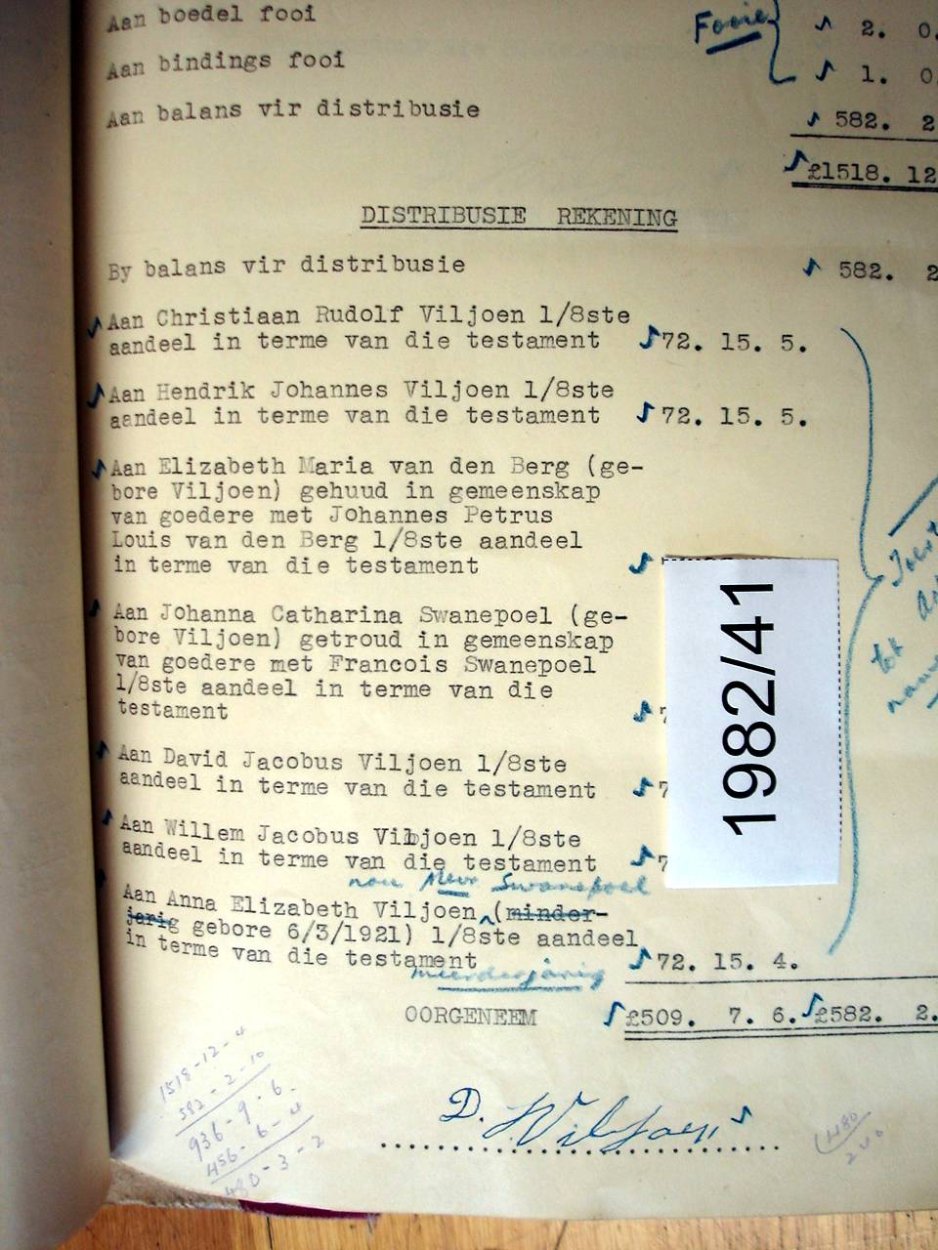 Aan boedel fooi ✓ 2. 0.
Fooie
Aan bindings fooi ✓ 1. 0
Aan balans vir distribusie ✓ 582. 2
✓£1518. 12
DISTRIBUSIE REKENING
By balans vir distribusie ✓ 582. 2
✓Aan Christiaan Rudolf Viljoen 1/8ste
aandeel in terme van die testament ✓72. 15. 5.
✓Aan Hendrik Johannes Viljoen 1/8ste
aandeel in terme van die testament ✓72. 15. 5.
✓Aan Elizabeth Maria van den Berg (ge-
bore Viljoen) gehuud in gemeenskap
van goedere met Johannes Petrus
Louis van den Berg 1/8ste aandeel
in terme van die testament ✓
✓Aan Johanna Catharina Swanepoel (ge-
bore Viljoen) getroud in gemeenskap
van goedere met Francois Swanepoel
1/8ste aandeel in terme van die
testament ✓7
1982/41
tot
✓Aan David Jacobus Viljoen 1/8ste
aandeel in terme van die testament ✓7
✓Aan Willem Jacobus Vibjoen 1/8ste
aandeel in terme van die testament ✓7
nou Mevr Swanepoel
Aan Anna Elizabeth Viljoen (minder-
jarig gebore 6/3/1921) 1/8ste aandeel
in terme van die testament ✓72. 15. 4.
meerderjarig
OORGENEEM ✓£509. 7. 6.✓£582. 2.
1518-12-4
582-2-10
936-9-6
456-6-4
480-3-2
D. Viljoen ✓
480
240